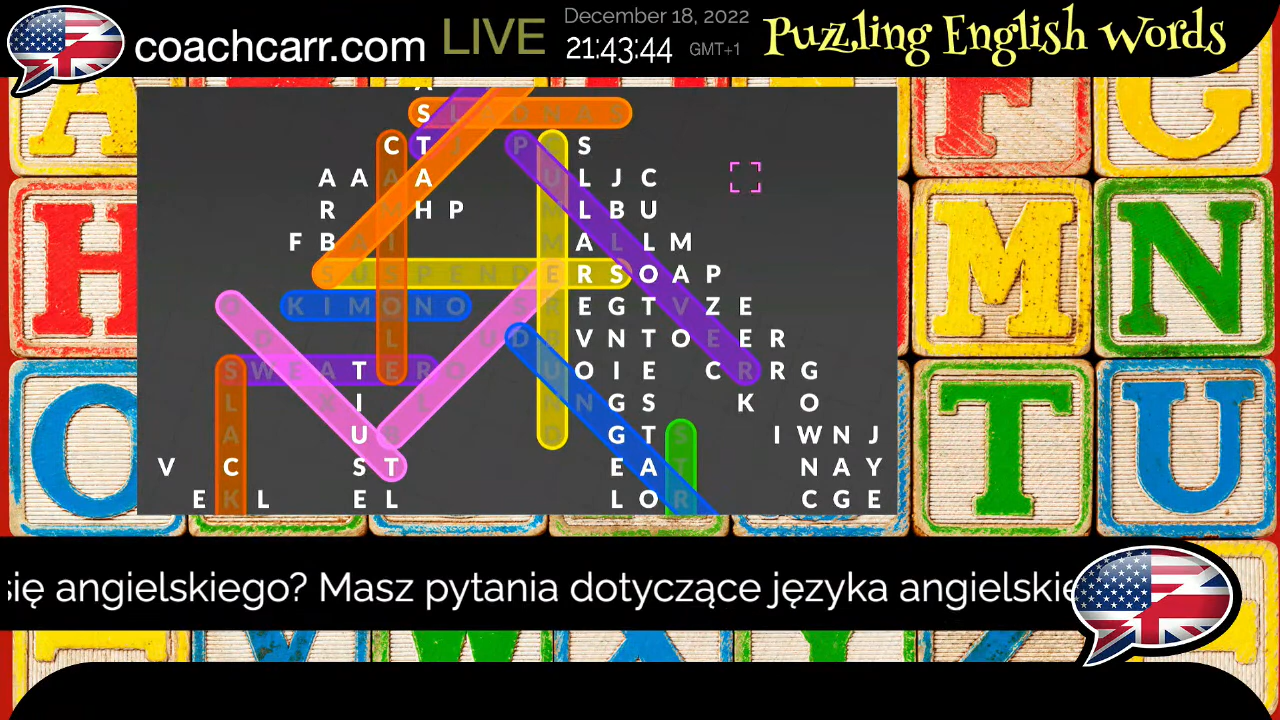 December 18, 2022
coachcarr.com LIVE 21:43:44 GMT+1 Puzzling English Words
A
S L A D N A S
C T J P S
A A A A U L J C
R H P L B U
F B A I M A L L M
S U S P E N D E R S O A P
O K I M O N O S R E G T V Z E
D L U D D V N T O E E R
S W E A T E R O U O I E C R R G
L K I L N N G S K O
A U O G T S I W N J
V C S T E A T N A Y
E K L E L L O R C G E
się angielskiego? Masz pytania dotyczące języka angielskie